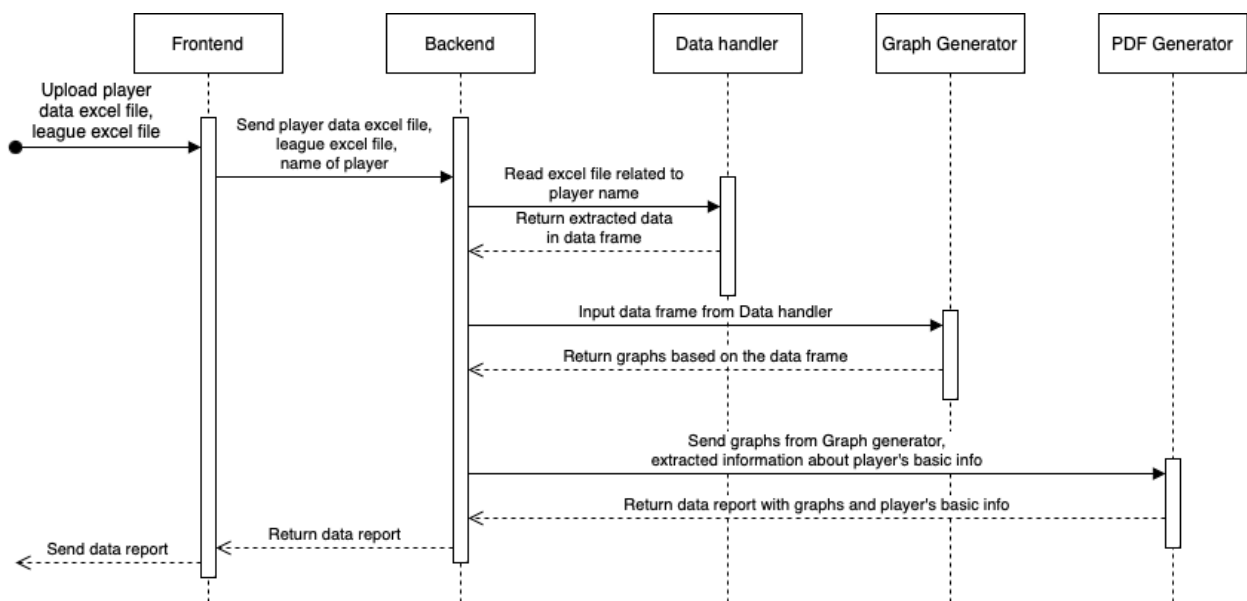 Frontend
Backend
Data handler
Graph Generator
PDF Generator
Upload player
data excel file,
league excel file
Send player data excel file,
league excel file,
name of player
Read excel file related to
player name
Return extracted data
in data frame
Input data frame from Data handler
Return graphs based on the data frame
Send graphs from Graph generator,
extracted information about player's basic info
Return data report with graphs and player's basic info
Return data report
Send data report